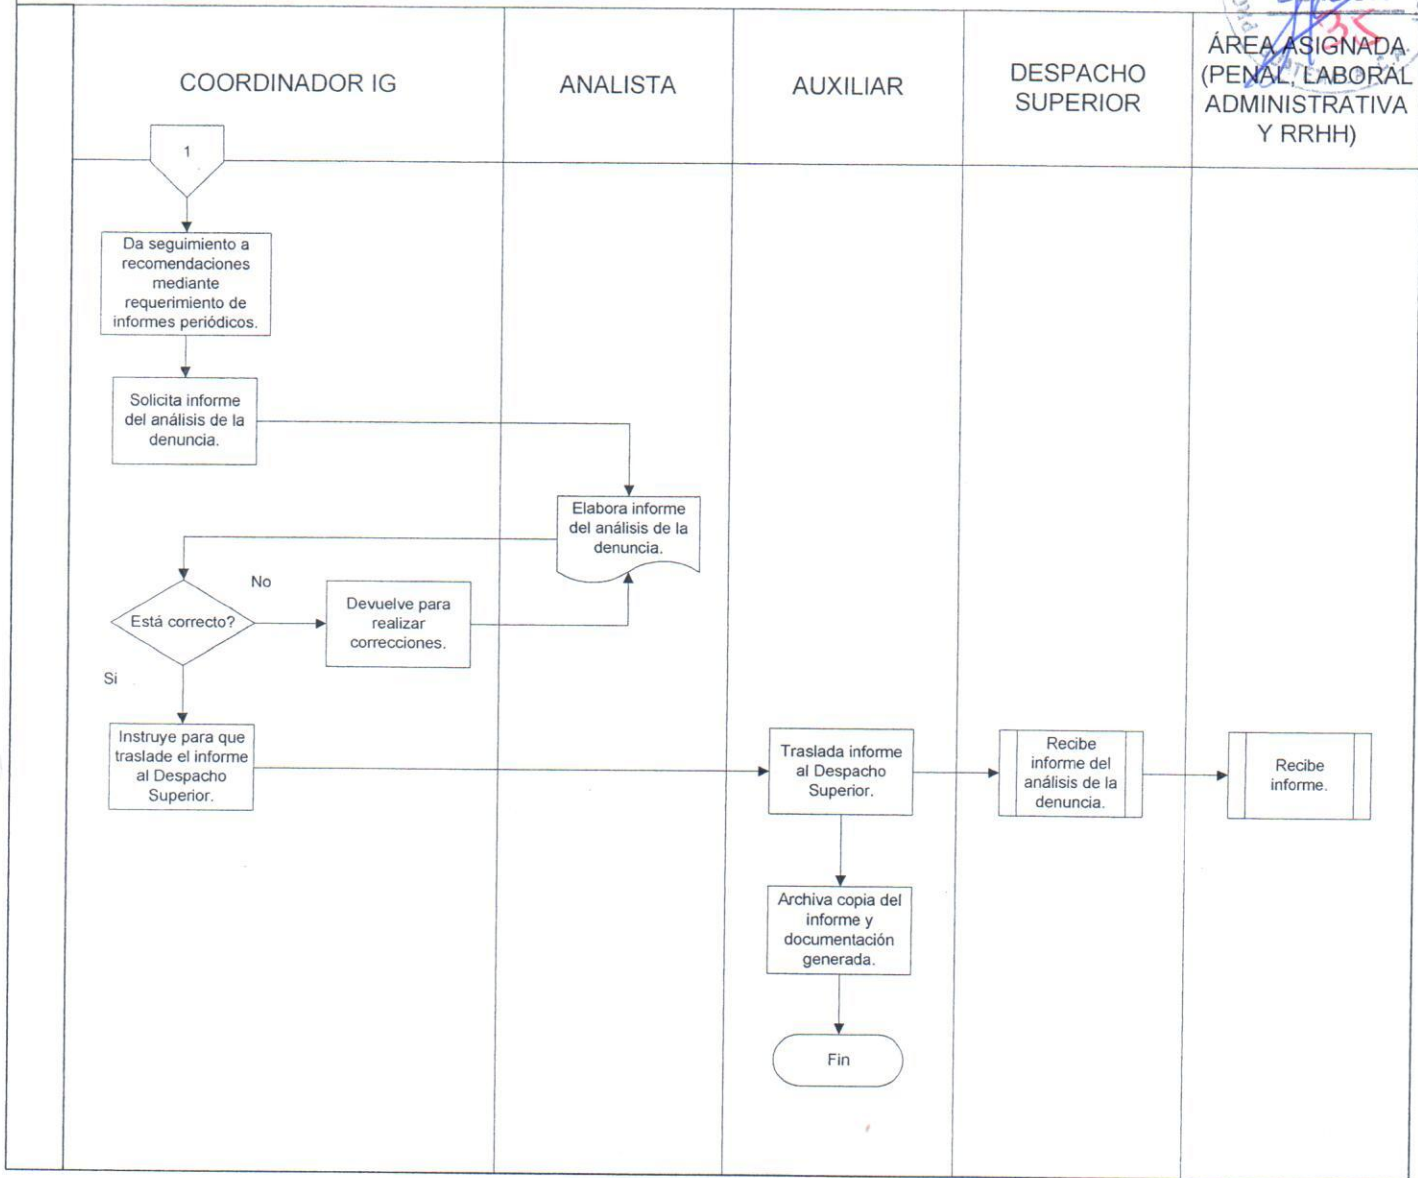 COORDINADOR IG
ANALISTA
AUXILIAR
DESPACHO
SUPERIOR
ÁREA ASIGNADA
(PENAL, LABORAL
ADMINISTRATIVA
Y RRHH)
35
1
Da seguimiento a
recomendaciones
mediante
requerimiento de
informes periódicos.
Solicita informe
del análisis de la
denuncia.
Elabora informe
del análisis de la
denuncia.
Está correcto?
No
Devuelve para
realizar
correcciones.
Si
Instruye para que
traslade el informe
al Despacho
Superior.
Traslada informe
al Despacho
Superior.
Recibe
informe del
análisis de la
denuncia.
Recibe
informe.
Archiva copia del
informe y
documentación
generada.
Fin